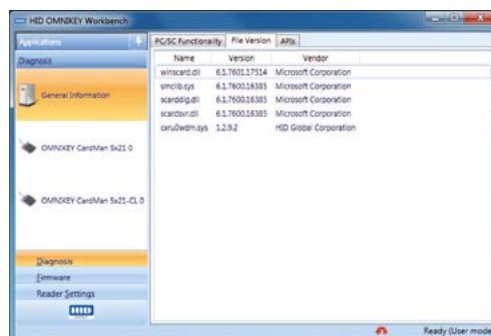 HID OMNIKEY Workbench
Applications
Diagnosis
General Information
OMNIKEY CardMan 5x21 0
OMNIKEY CardMan 5x21-CL 0
Diagnosis
Firmware
Reader Settings
HID
PC/SC Functionality File Version APIs
Name Version Vendor
winscard.dll 6.1.7601.17514 Microsoft Corporation
smclib.sys 6.1.7600.16385 Microsoft Corporation
scarddlg.dll 6.1.7600.16385 Microsoft Corporation
scardsvr.dll 6.1.7600.16385 Microsoft Corporation
cxru0wdm.sys 1.2.9.2 HID Global Corporation
Ready (User mode